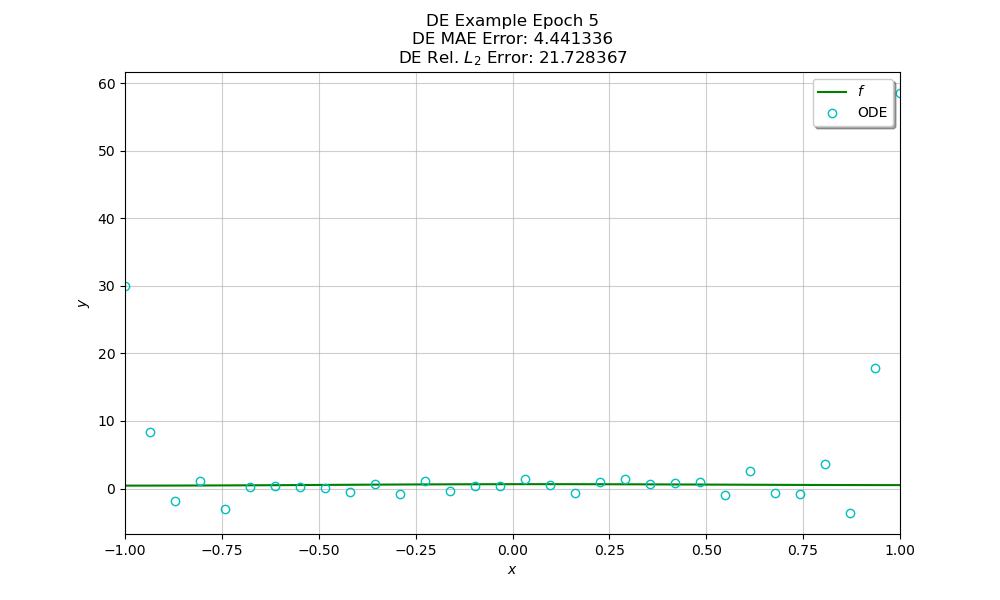 DE Example Epoch 5
DE MAE Error: 4.441336
DE Rel. $L_2$ Error: 21.728367
60
50
40
30
20
10
0
y
f
ODE
−1.00 −0.75 −0.50 −0.25 0.00 0.25 0.50 0.75 1.00
x